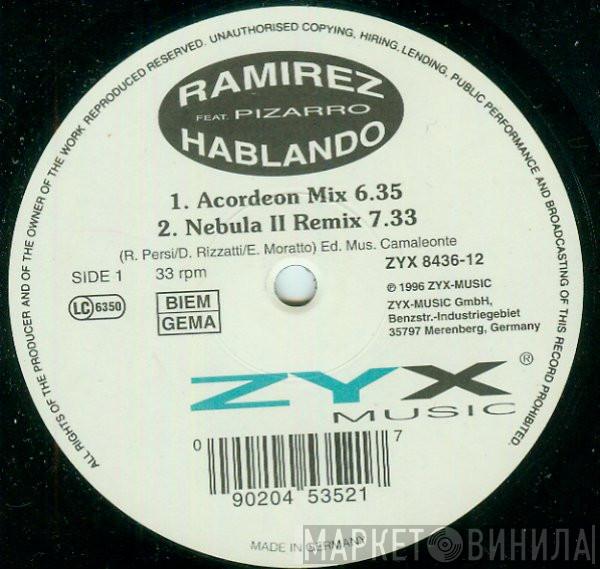 ALL RIGHTS OF THE PRODUCER AND OF THE OWNER OF THE WORK REPRODUCED RESERVED. UNAUTHORISED COPYING, HIRING, LENDING, PUBLIC PERFORMANCE AND BROADCASTING OF THIS RECORD PROHIBITED.
RAMIREZ
FEAT. PIZARRO
HABLANDO
1. Acordeon Mix 6.35
2. Nebula II Remix 7.33
(R. Persi/D. Rizzatti/E. Moratto) Ed. Mus. Camaleonte
SIDE 1 33 rpm
ZYX 8436-12
LC 6350
BIEM
GEMA
℗ 1996 ZYX-MUSIC
ZYX-MUSIC GmbH,
Benzstr.-Industriegebiet
35797 Merenberg, Germany
ZYX®
MUSIC
0 90204 53521 7
MADE IN GERMANY
МАРКЕТ ВИНИЛА